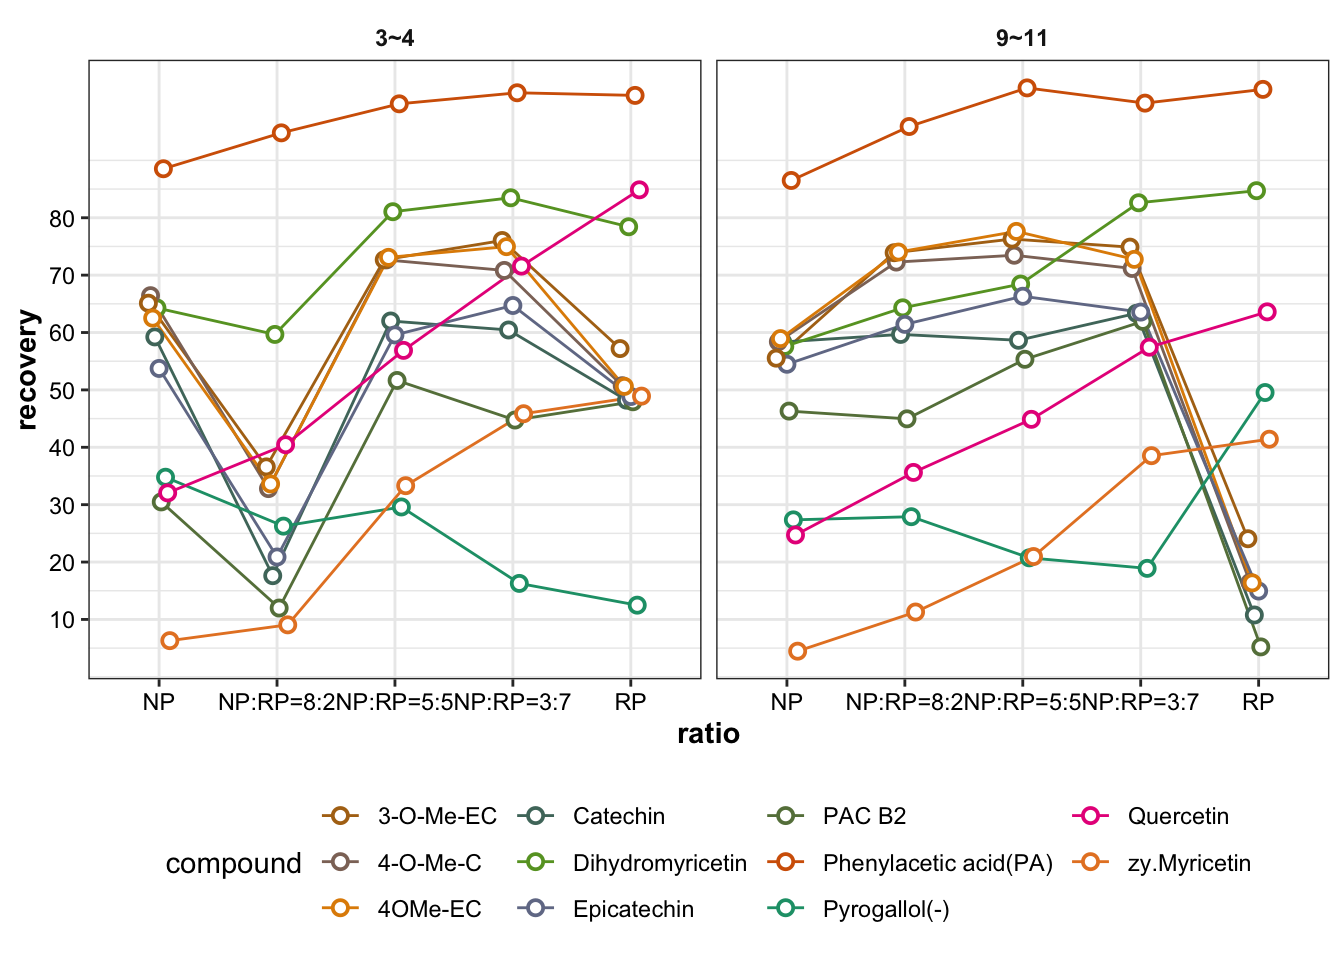 3~4 9~11
80
70
60
50
40
30
20
10
recovery
NP NP:RP=8:2 NP:RP=5:5 NP:RP=3:7 RP NP NP:RP=8:2 NP:RP=5:5 NP:RP=3:7 RP
ratio
compound
3-O-Me-EC Catechin PAC B2 Quercetin
4-O-Me-C Dihydromyricetin Phenylacetic acid(PA) zy.Myricetin
4OMe-EC Epicatechin Pyrogallol(-)